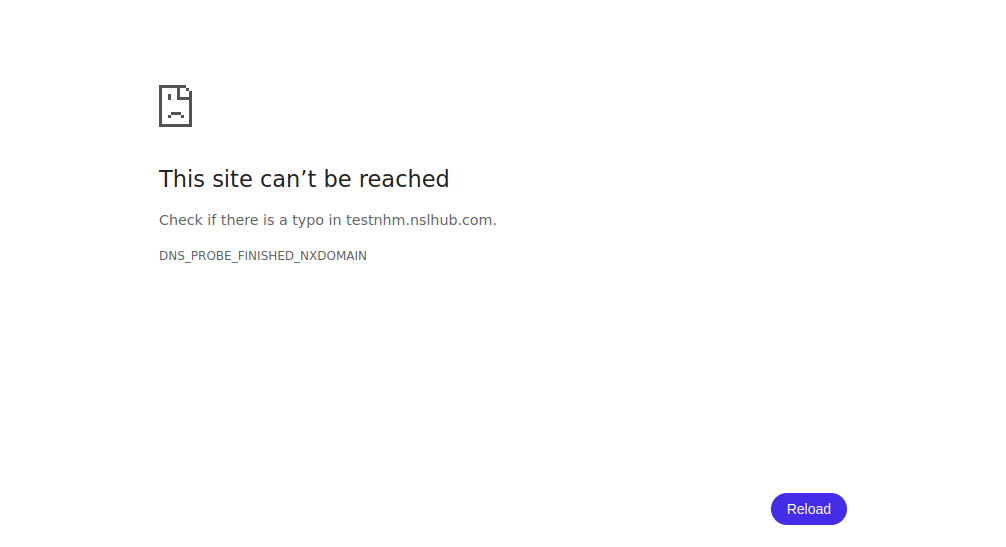 This site can’t be reached
Check if there is a typo in testnhm.nslhub.com.
DNS_PROBE_FINISHED_NXDOMAIN
Reload